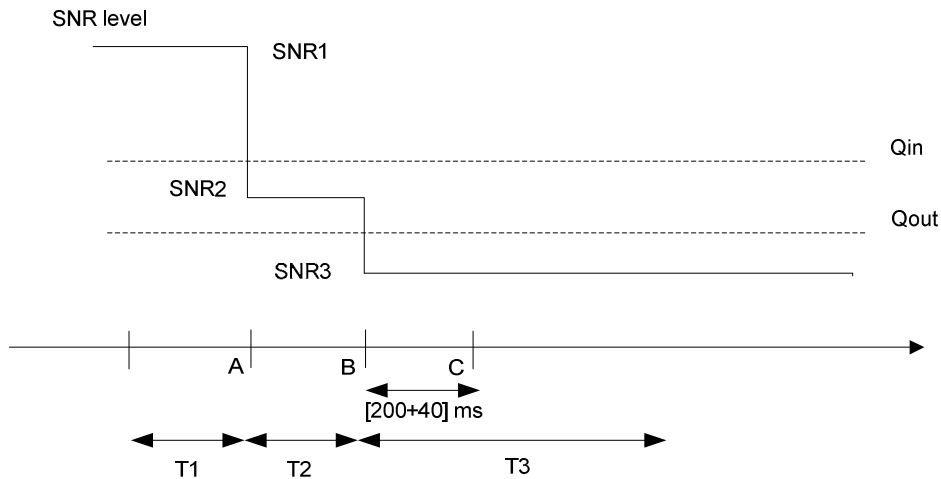 SNR level
SNR1
Qin
SNR2
Qout
SNR3
A
B
C
[200+40] ms
T1
T2
T3